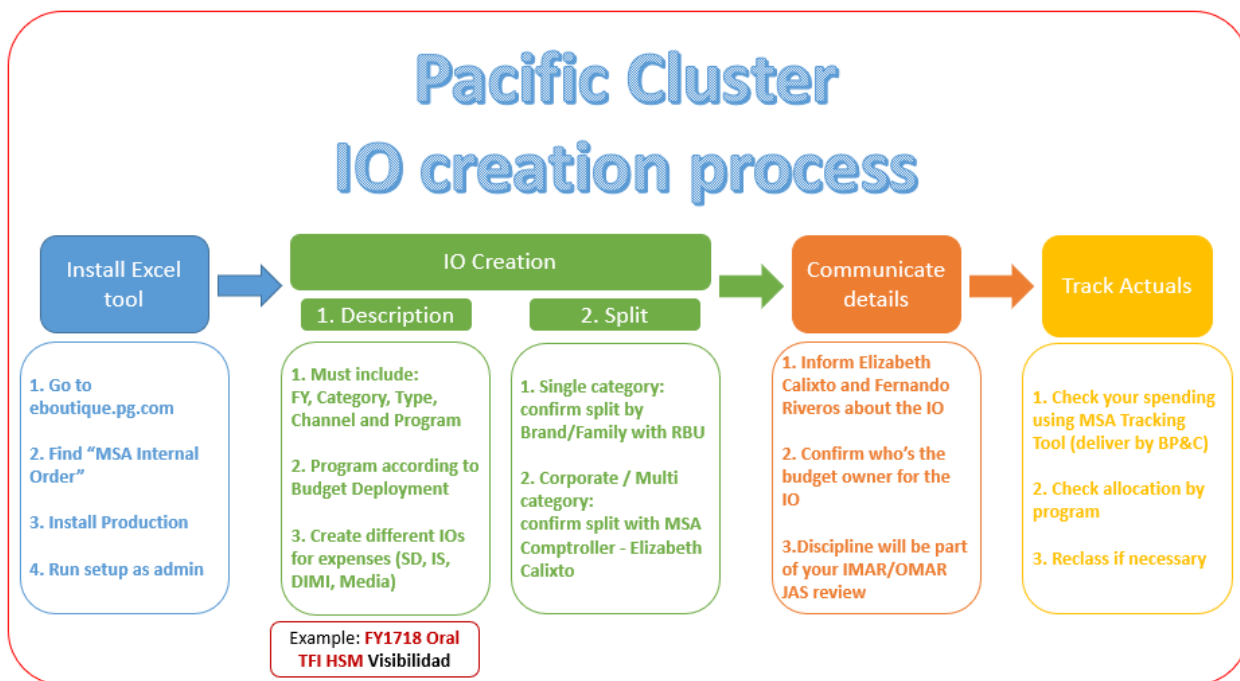 Pacific Cluster
IO creation process
Install Excel
tool
1. Go to
eboutique.pg.com
2. Find “MSA Internal
Order”
3. Install Production
4. Run setup as admin
IO Creation
1. Description
1. Must include:
FY, Category, Type,
Channel and Program
2. Program according to
Budget Deployment
3. Create different IOs
for expenses (SD, IS,
DIMI, Media)
Example: FY1718 Oral
TFI HSM Visibilidad
2. Split
1. Single category:
confirm split by
Brand/Family with RBU
2. Corporate / Multi
category:
confirm split with MSA
Comptroller - Elizabeth
Calixto
Communicate
details
1. Inform Elizabeth
Calixto and Fernando
Riveros about the IO
2. Confirm who’s the
budget owner for the
IO
3.Discipline will be part
of your IMAR/OMAR
JAS review
Track Actuals
1. Check your spending
using MSA Tracking
Tool (deliver by BP&C)
2. Check allocation by
program
3. Reclass if necessary